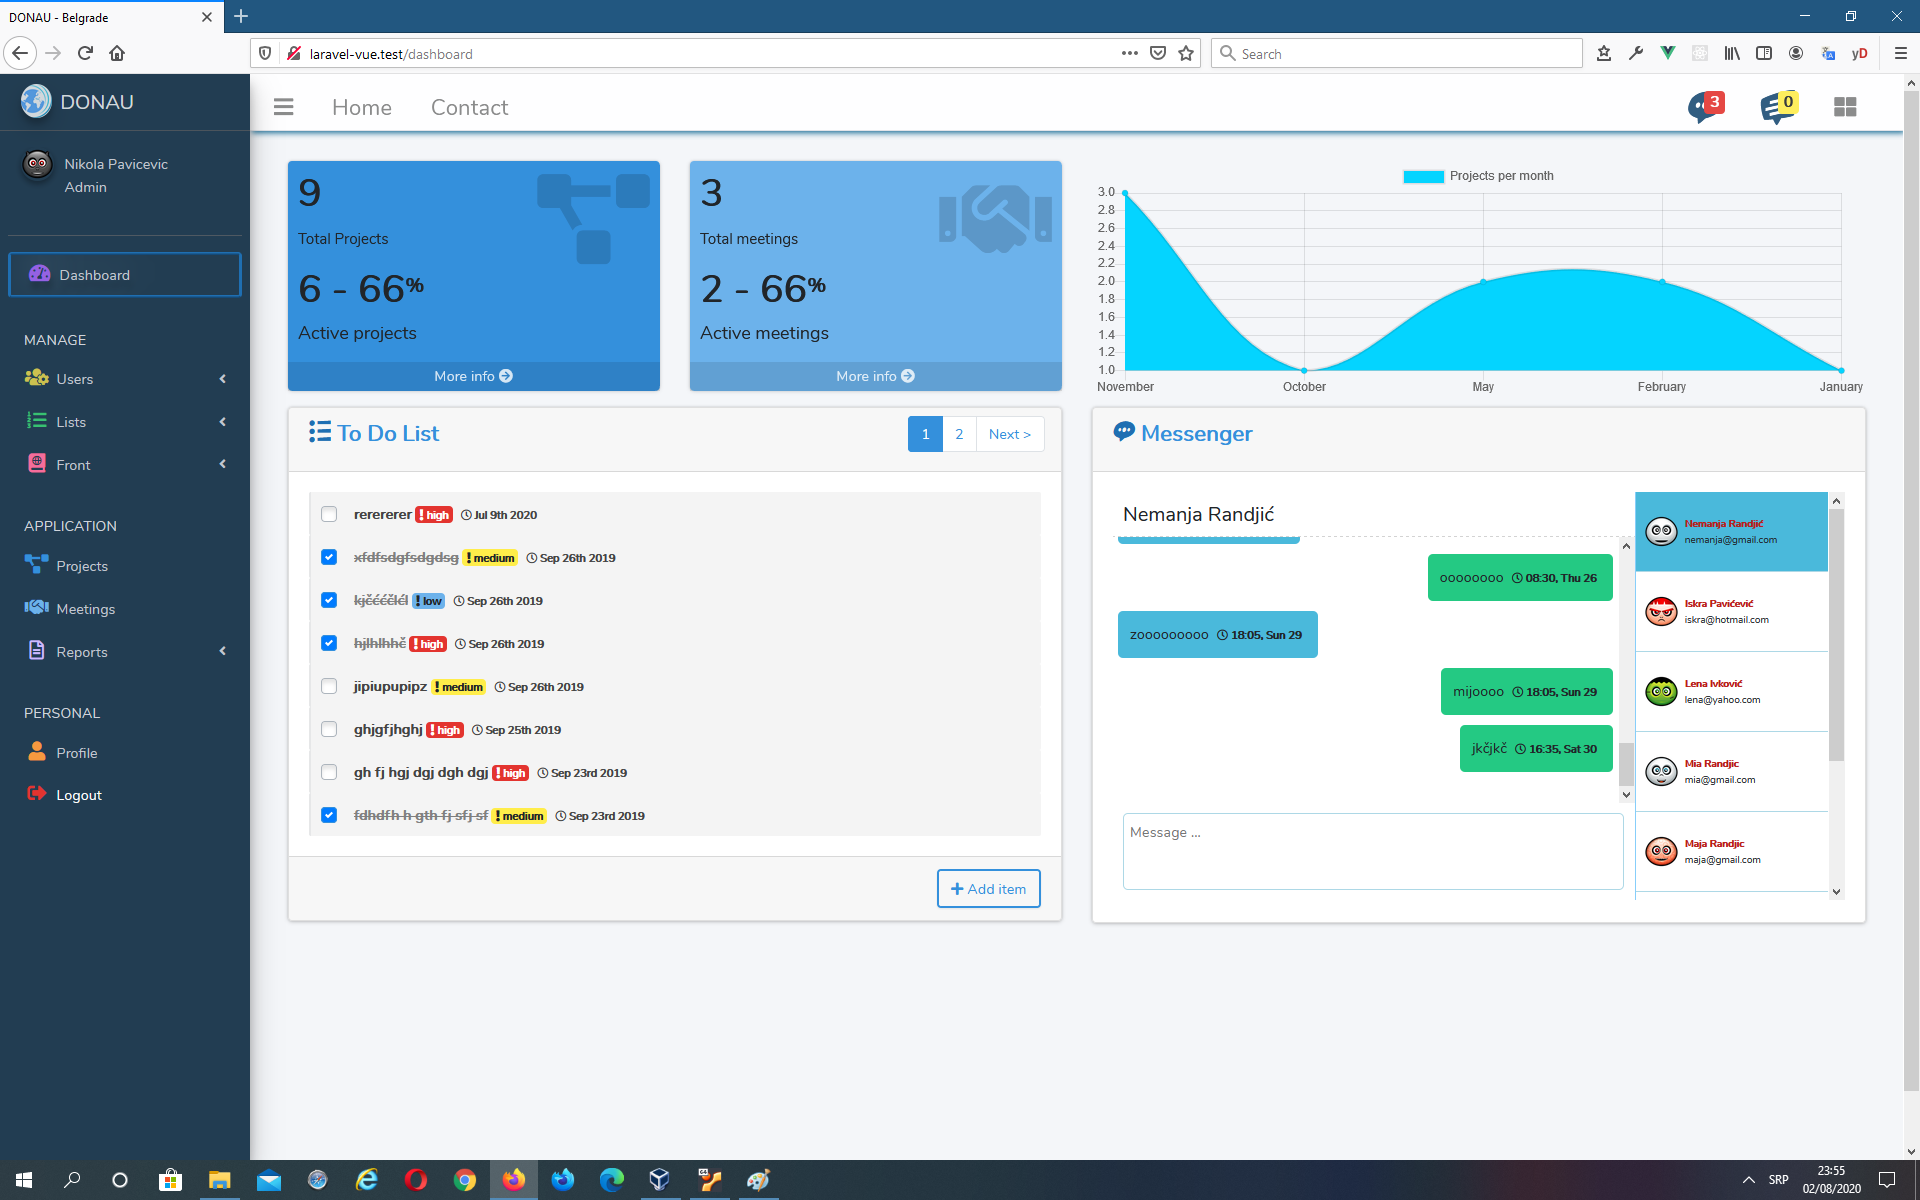 DONAU - Belgrade
laravel-vue.test/dashboard
Search
yD
DONAU
Home
Contact
3
0
Nikola Pavicevic
Admin
Dashboard
MANAGE
Users
Lists
Front
APPLICATION
Projects
Meetings
Reports
PERSONAL
Profile
Logout
9
Total Projects
6 - 66%
Active projects
More info
3
Total meetings
2 - 66%
Active meetings
More info
Projects per month
3.0
2.8
2.6
2.4
2.2
2.0
1.8
1.6
1.4
1.2
1.0
November October May February January
To Do List
1 2 Next >
rerererer ! high Jul 9th 2020
xfdfsdgfsdgdsg ! medium Sep 26th 2019
kjčććčlćl ! low Sep 26th 2019
hjlhlhhč ! high Sep 26th 2019
jipiupupipz ! medium Sep 26th 2019
ghjgfjhghj ! high Sep 25th 2019
gh fj hgj dgj dgh dgj ! high Sep 23rd 2019
fdhdfh h gth fj sfj sf ! medium Sep 23rd 2019
+ Add item
Messenger
Nemanja Randjić
oooooooo 08:30, Thu 26
zooooooooo 18:05, Sun 29
mijoooo 18:05, Sun 29
jkčjkč 16:35, Sat 30
Message ...
Nemanja Randjić
nemanja@gmail.com
Iskra Pavićević
iskra@hotmail.com
Lena Ivković
lena@yahoo.com
Mia Randjic
mia@gmail.com
Maja Randjic
maja@gmail.com
SRP
23:55
02/08/2020